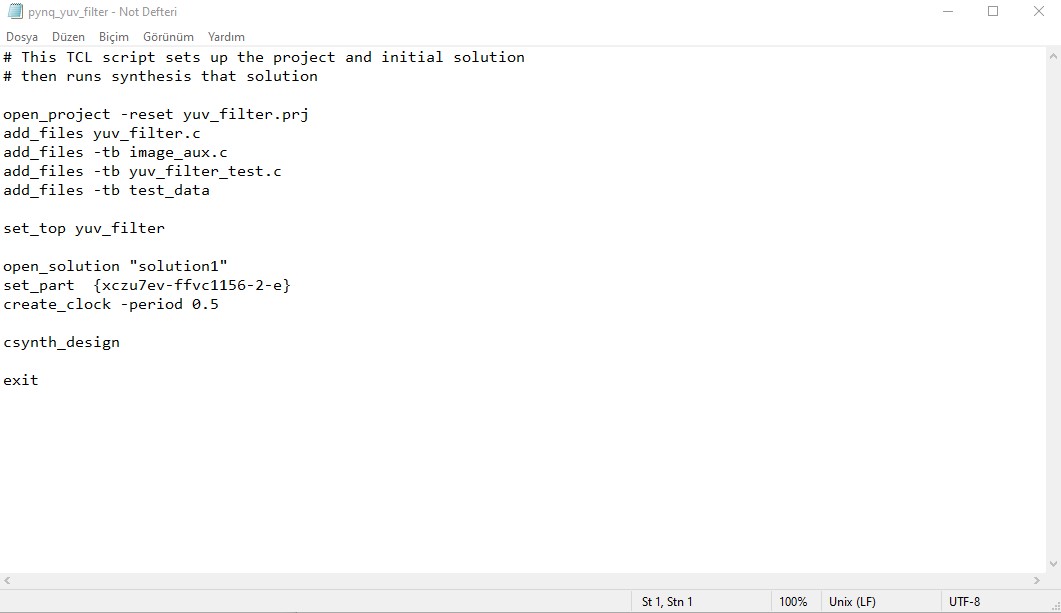 pynq_yuv_filter - Not Defteri
Dosya Düzen Biçim Görünüm Yardım
# This TCL script sets up the project and initial solution
# then runs synthesis that solution
open_project -reset yuv_filter.prj
add_files yuv_filter.c
add_files -tb image_aux.c
add_files -tb yuv_filter_test.c
add_files -tb test_data
set_top yuv_filter
open_solution "solution1"
set_part  {xczu7ev-ffvc1156-2-e}
create_clock -period 0.5
csynth_design
exit
St 1, Stn 1 100% Unix (LF) UTF-8